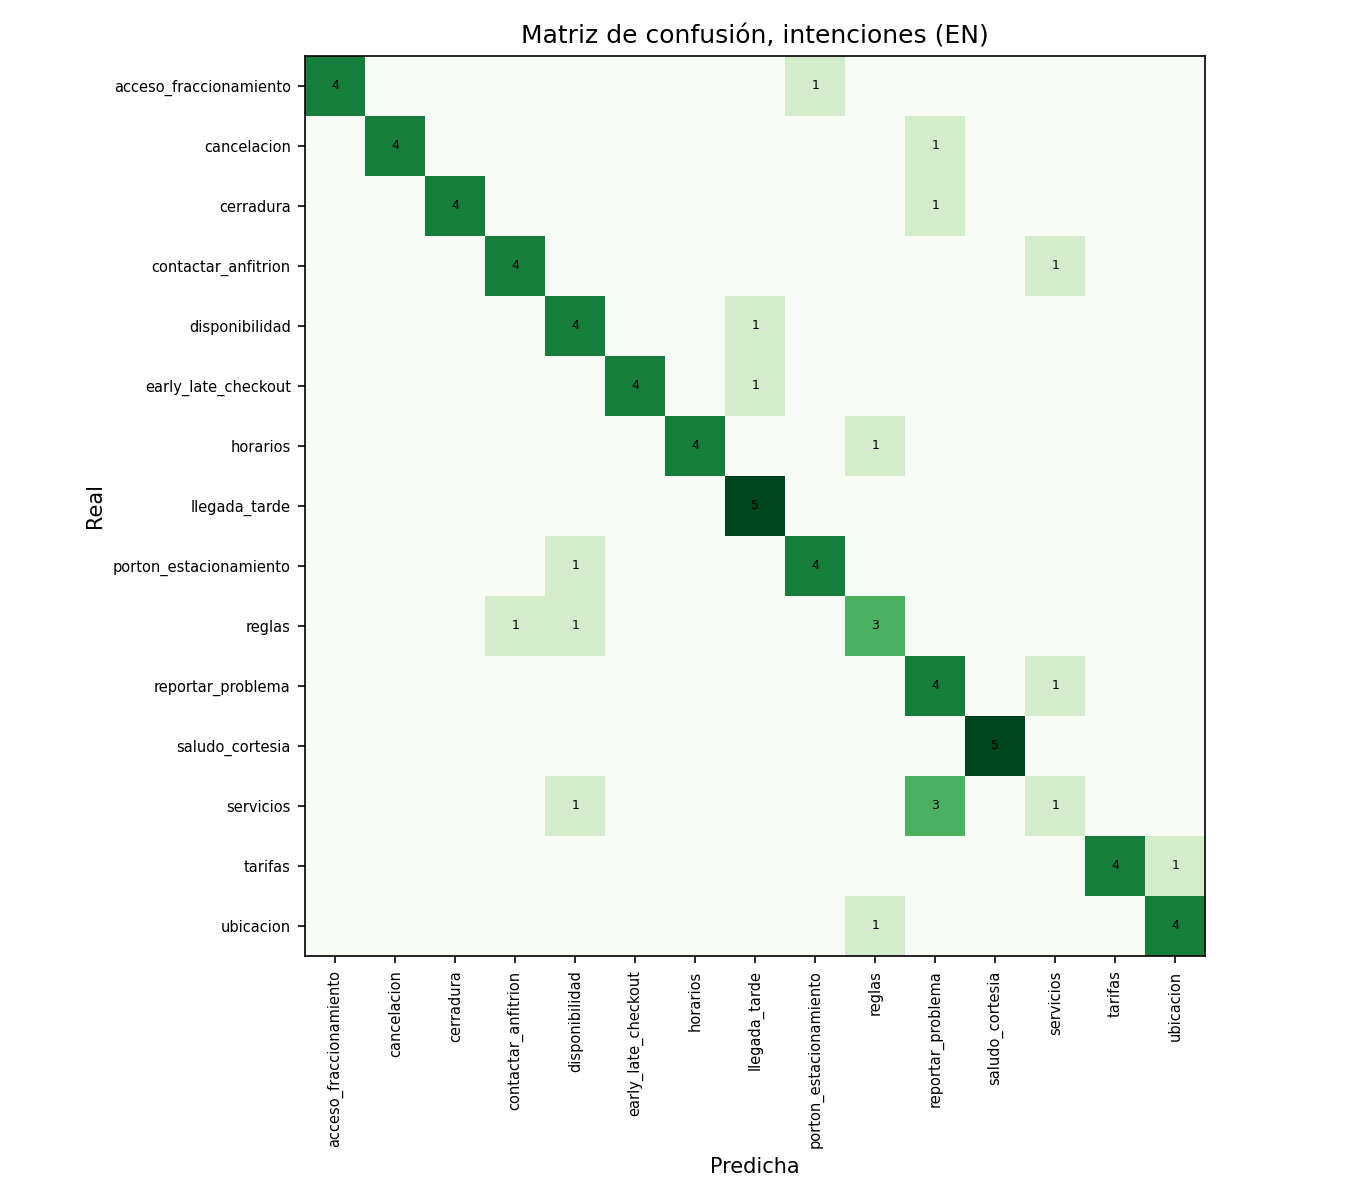 Matriz de confusión, intenciones (EN)
Real
acceso_fraccionamiento 4 1
cancelacion 4 1
cerradura 4 1
contactar_anfitrion 4 1
disponibilidad 4 1
early_late_checkout 4 1
horarios 4 1
llegada_tarde 5
porton_estacionamiento 1 4
reglas 1 1 3
reportar_problema 4 1
saludo_cortesia 5
servicios 1 3 1
tarifas 4 1
ubicacion 1 4
acceso_fraccionamiento
cancelacion
cerradura
contactar_anfitrion
disponibilidad
early_late_checkout
horarios
llegada_tarde
porton_estacionamiento
reglas
reportar_problema
saludo_cortesia
servicios
tarifas
ubicacion
Predicha